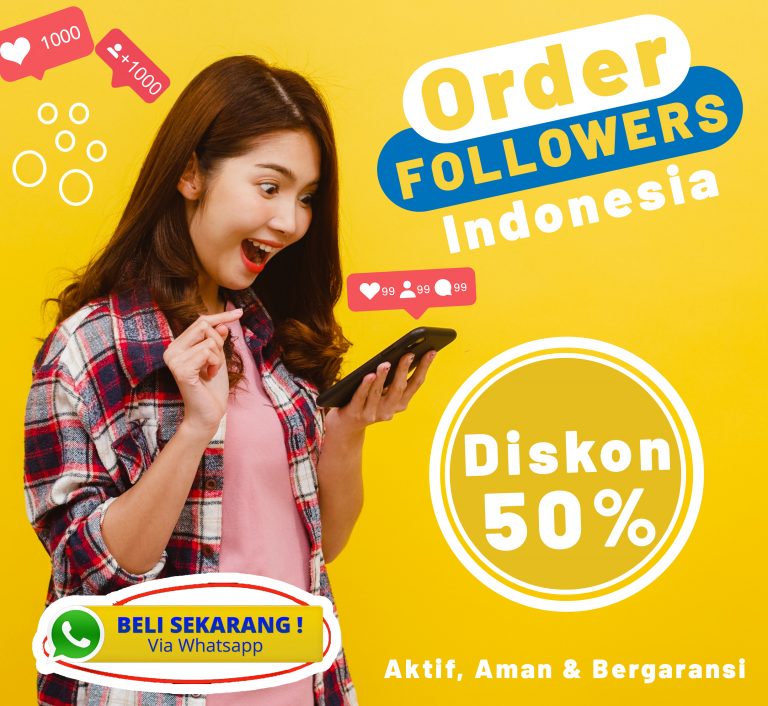 1000
+1000
Order
FOLLOWERS
Indonesia
99 99 99
Diskon
50%
BELI SEKARANG !
Via Whatsapp
Aktif, Aman & Bergaransi